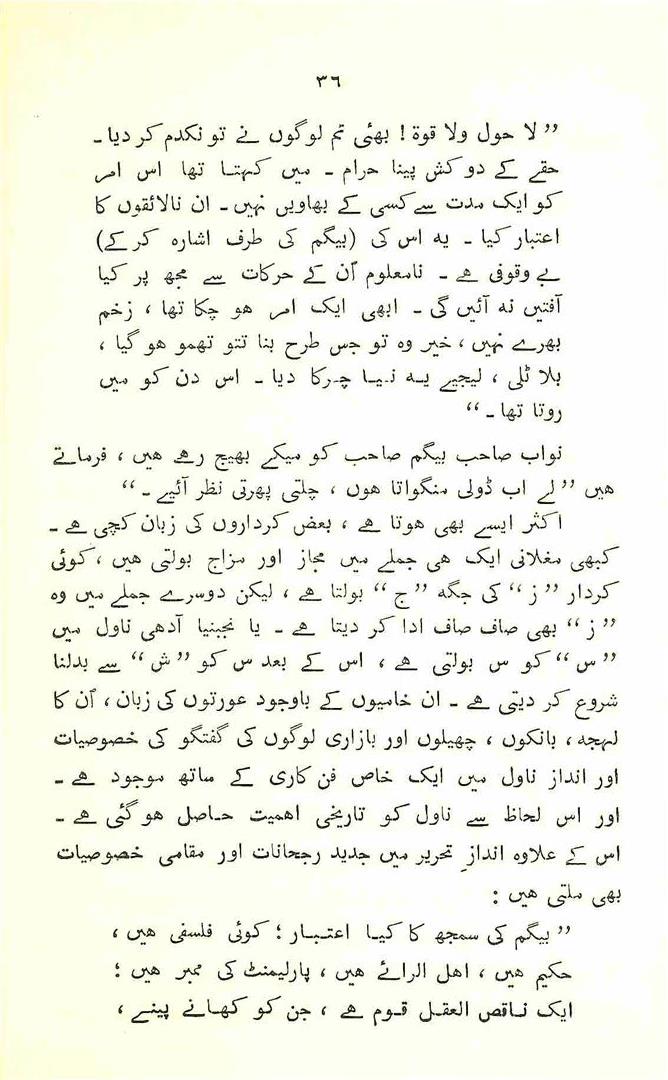 ۳٦
” لا حول ولا قوۃ ! بھئی تم لوگوں نے تو نکدم کر دیا ۔
حقے کے دو کش پینا حرام ۔ میں کہتا تھا اس امر
کو ایک مدت سے کسی کے بھاویں نہیں ۔ ان نالائقوں کا
اعتبار کیا ۔ یہ اس کی (بیگم کی طرف اشارہ کر کے)
بے وقوفی ہے ۔ نامعلوم اُن کے حرکات سے مجھ پر کیا
آفتیں نہ آئیں گی ۔ ابھی ایک امر ہو چکا تھا ، زخم
بھرے نہیں ، خیر وہ تو جس طرح بنا تتو تھمو ہو گیا ،
بلا ٹلی ، لیجیے یہ نیا چرکا دیا ۔ اس دن کو میں
روتا تھا ۔ “
نواب صاحب بیگم صاحب کو میکے بھیج رہے ہیں ، فرماتے
ہیں ” لے اب ڈولی منگواتا ہوں ، چلتی پھرتی نظر آئیے ۔ “
اکثر ایسے بھی ہوتا ہے ، بعض کرداروں کی زبان کچی ہے ۔
کبھی مغلانی ایک ہی جملے میں مجاز اور مزاج بولتی ہیں ، کوئی
کردار ” ز “ کی جگہ ” ج “ بولتا ہے ، لیکن دوسرے جملے میں وہ
” ز “ بھی صاف صاف ادا کر دیتا ہے ۔ یا نجبنیا آدھی ناول میں
” س “ کو س بولتی ہے ، اس کے بعد س کو ” ش “ سے بدلنا
شروع کر دیتی ہے ۔ ان خامیوں کے باوجود عورتوں کی زبان ، اُن کا
لہجہ ، بانکوں ، چھیلوں اور بازاری لوگوں کی گفتگو کی خصوصیات
اور انداز ناول میں ایک خاص فن کاری کے ساتھ موجود ہے ۔
اور اس لحاظ سے ناول کو تاریخی اہمیت حاصل ہو گئی ہے ۔
اس کے علاوہ اندازِ تحریر میں جدید رجحانات اور مقامی خصوصیات
بھی ملتی ہیں :
” بیگم کی سمجھ کا کیا اعتبار ؛ کوئی فلسفی ہیں ،
حکیم ہیں ، اہل الرائے ہیں ، پارلیمنٹ کی ممبر ہیں ؛
ایک ناقص العقل قوم ہے ، جن کو کھانے پینے ،